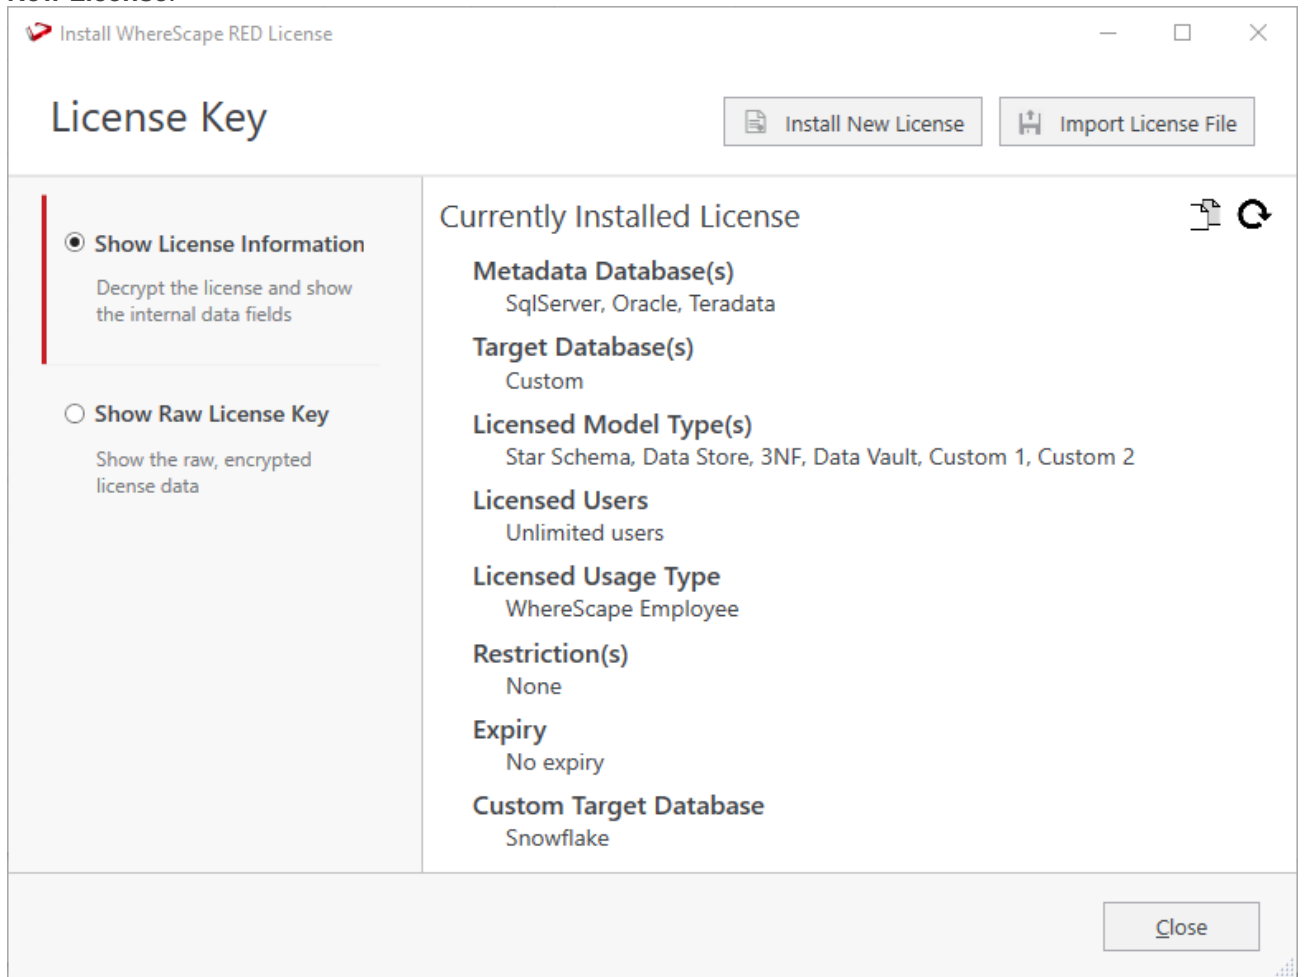 New License.
Install WhereScape RED License
License Key
Install New License
Import License File
Show License Information
Decrypt the license and show
the internal data fields
Show Raw License Key
Show the raw, encrypted
license data
Currently Installed License
Metadata Database(s)
SqlServer, Oracle, Teradata
Target Database(s)
Custom
Licensed Model Type(s)
Star Schema, Data Store, 3NF, Data Vault, Custom 1, Custom 2
Licensed Users
Unlimited users
Licensed Usage Type
WhereScape Employee
Restriction(s)
None
Expiry
No expiry
Custom Target Database
Snowflake
Close